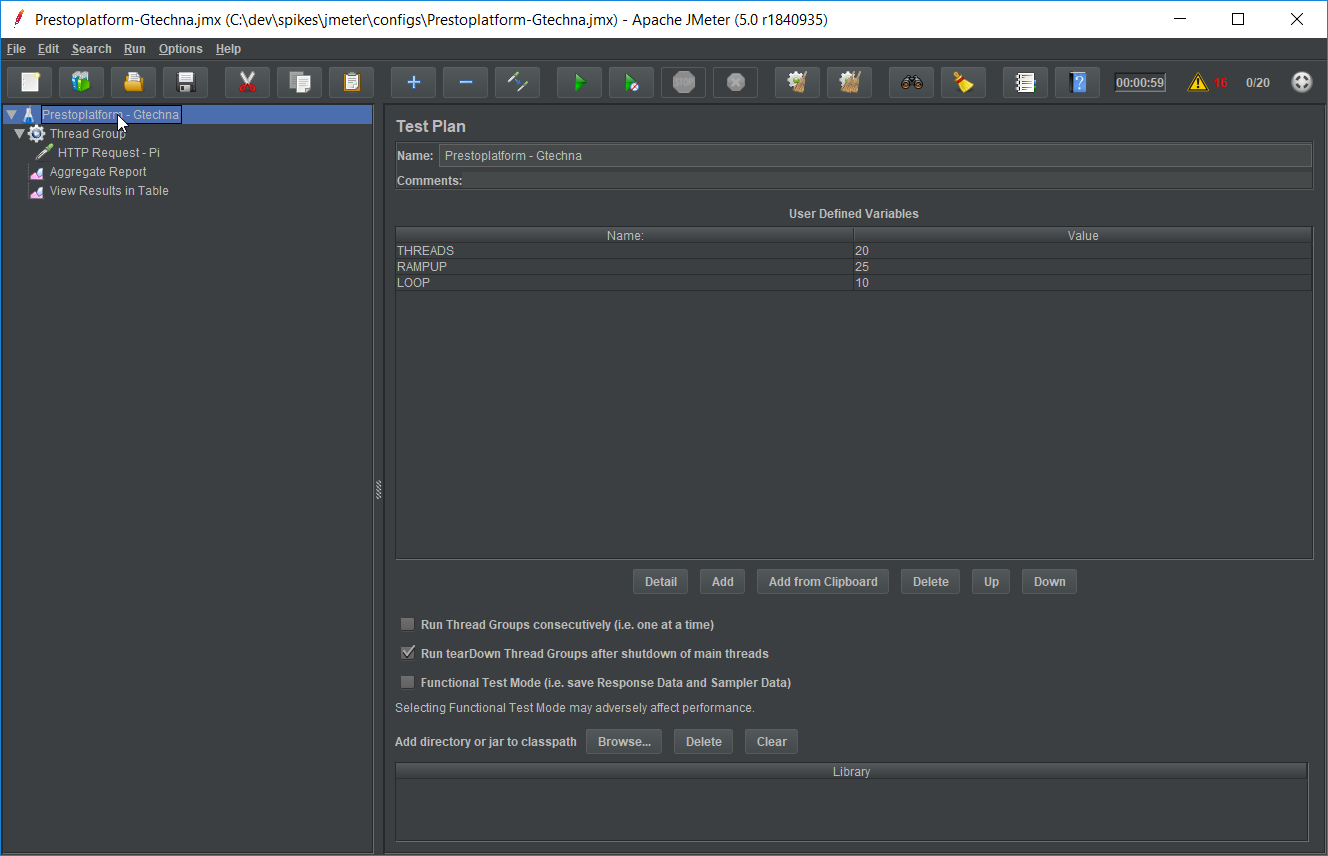 Prestoplatform-Gtechna.jmx (C:\dev\spikes\jmeter\configs\Prestoplatform-Gtechna.jmx) - Apache JMeter (5.0 r1840935)
File Edit Search Run Options Help
STOP 00:00:59 16 0/20
Prestoplatform - Gtechna
Thread Group
HTTP Request - Pi
Aggregate Report
View Results in Table
Test Plan
Name: Prestoplatform - Gtechna
Comments:
User Defined Variables
Name: Value
THREADS 20
RAMPUP 25
LOOP 10
Detail Add Add from Clipboard Delete Up Down
Run Thread Groups consecutively (i.e. one at a time)
Run tearDown Thread Groups after shutdown of main threads
Functional Test Mode (i.e. save Response Data and Sampler Data)
Selecting Functional Test Mode may adversely affect performance.
Add directory or jar to classpath Browse... Delete Clear
Library